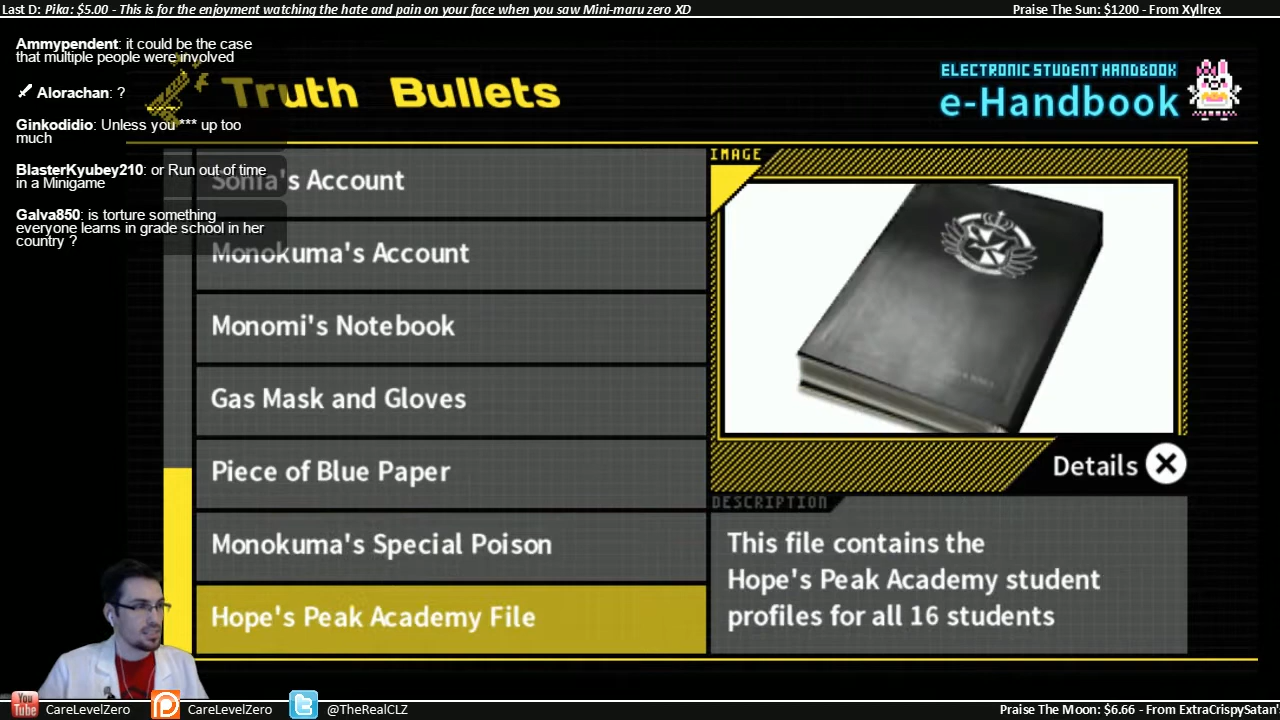 Last D: Pika: $5.00 - This is for the enjoyment watching the hate and pain on your face when you saw Mini-maru zero XD
Praise The Sun: $1200 - From Xyllrex
Ammypendent: it could be the case
that multiple people were involved
Alorachan: ?
Ginkodidio: Unless you *** up too
much
BlasterKyubey210: or Run out of time
in a Minigame
Galva850: is torture something
everyone learns in grade school in her
country ?
Truth Bullets
ELECTRONIC STUDENT HANDBOOK
e-Handbook
Sonia's Account
Monokuma's Account
Monomi's Notebook
Gas Mask and Gloves
Piece of Blue Paper
Monokuma's Special Poison
Hope's Peak Academy File
IMAGE
Details
DESCRIPTION
This file contains the
Hope's Peak Academy student
profiles for all 16 students
You
Tube
CareLevelZero
CareLevelZero
@TheRealCLZ
Praise The Moon: $6.66 - From ExtraCrispySatan'